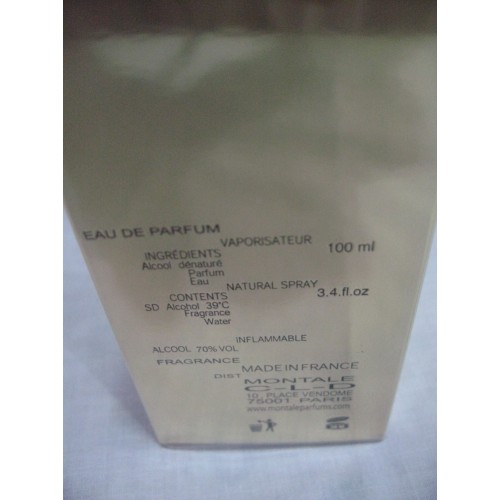 EAU DE PARFUM
VAPORISATEUR 100 ml
INGRÉDIENTS
Alcool dénaturé
Parfum
Eau
NATURAL SPRAY 3.4.fl.oz
CONTENTS
SD Alcohol 39°C
Fragrance
Water
INFLAMMABLE
ALCOOL 70% VOL
FRAGRANCE
MADE IN FRANCE
DIST MONTALE
C-L-D
10, PLACE VENDOME
75001 PARIS
www.montaleparfums.com